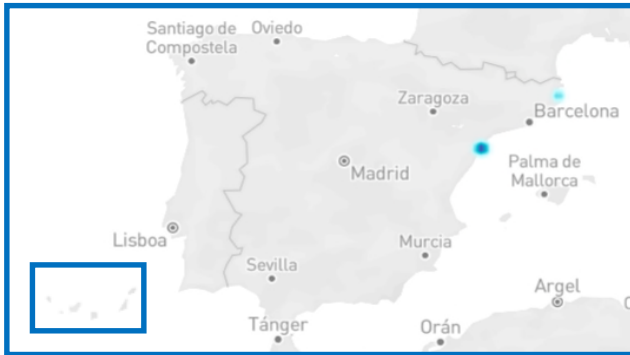 Santiago de
Compostela
Oviedo
Zaragoza
Barcelona
Madrid
Palma de
Mallorca
Lisboa
Murcia
Sevilla
Argel
Tánger
Orán